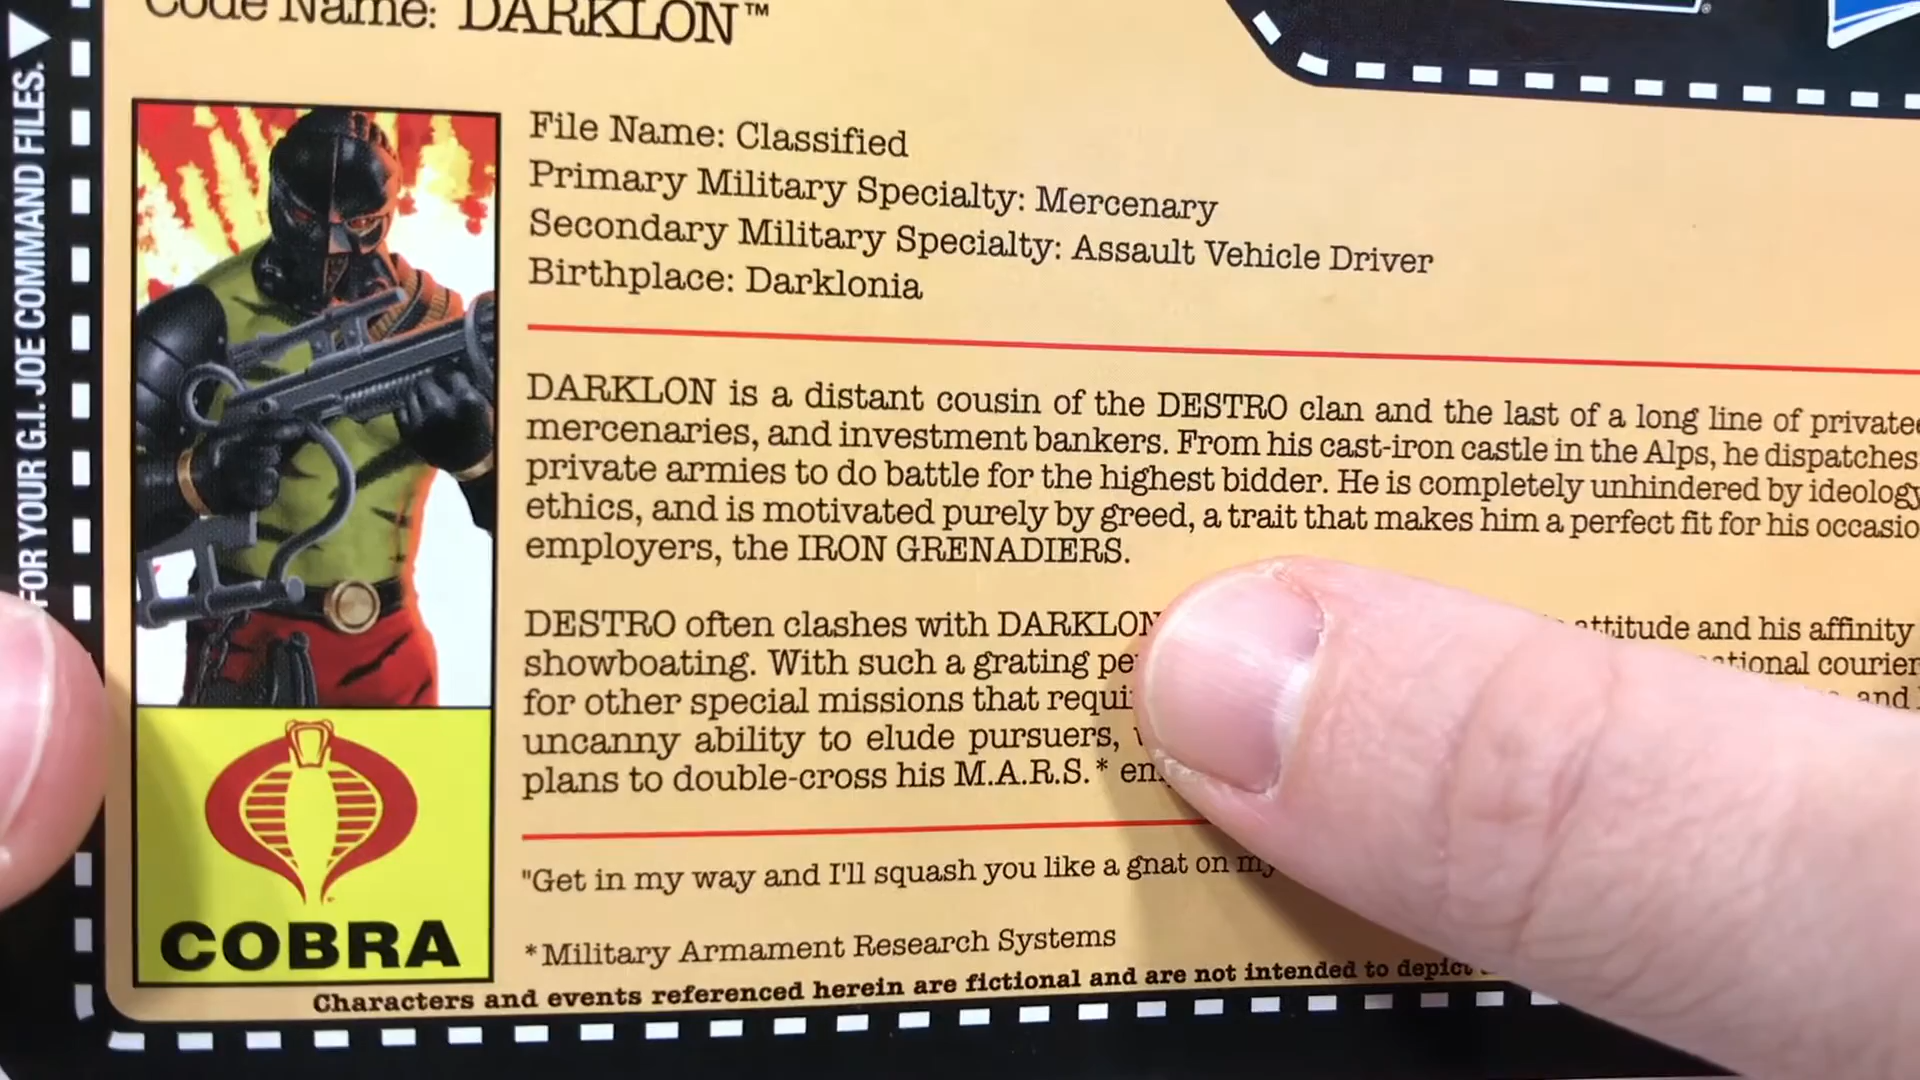 Code Name: DARKLON™
FOR YOUR G.I. JOE COMMAND FILES.
File Name: Classified
Primary Military Specialty: Mercenary
Secondary Military Specialty: Assault Vehicle Driver
Birthplace: Darklonia
DARKLON is a distant cousin of the DESTRO clan and the last of a long line of
mercenaries, and investment bankers. From his cast-iron castle in the Alps, he dispatches
private armies to do battle for the highest bidder. He is completely unhindered by ideology
ethics, and is motivated purely by greed, a trait that makes him a perfect fit for his
employers, the IRON GRENADIERS.
DESTRO often clashes with DARKLON attitude and his affinity
showboating. With such a grating courier
for other special missions that and
uncanny ability to elude pursuers,
plans to double-cross his M.A.R.S.*
"Get in my way and I'll squash you like a gnat on my
*Military Armament Research Systems
Characters and events referenced herein are fictional and are not intended to depict
COBRA